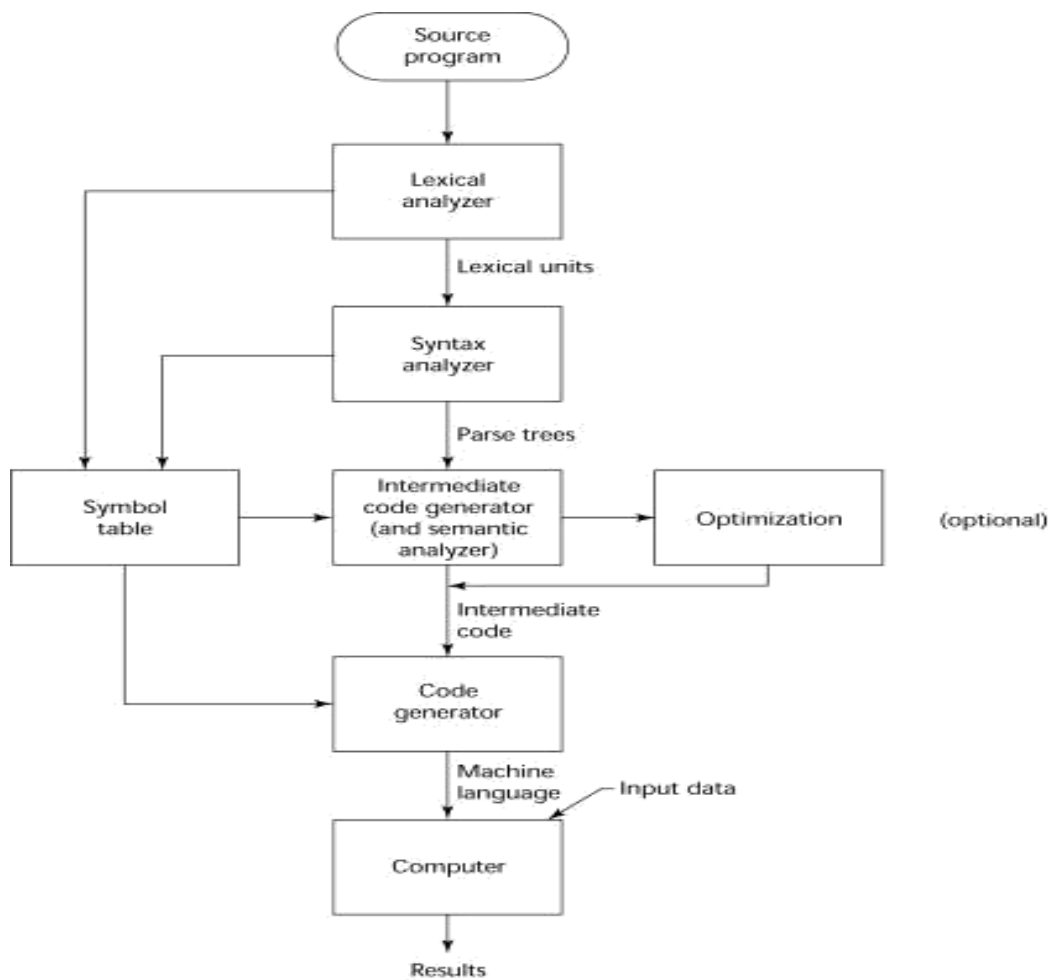 Source
program
Lexical
analyzer
Lexical units
Syntax
analyzer
Parse trees
Symbol
table
Intermediate
code generator
(and semantic
analyzer)
Optimization
(optional)
Intermediate
code
Code
generator
Machine
language
Input data
Computer
Results